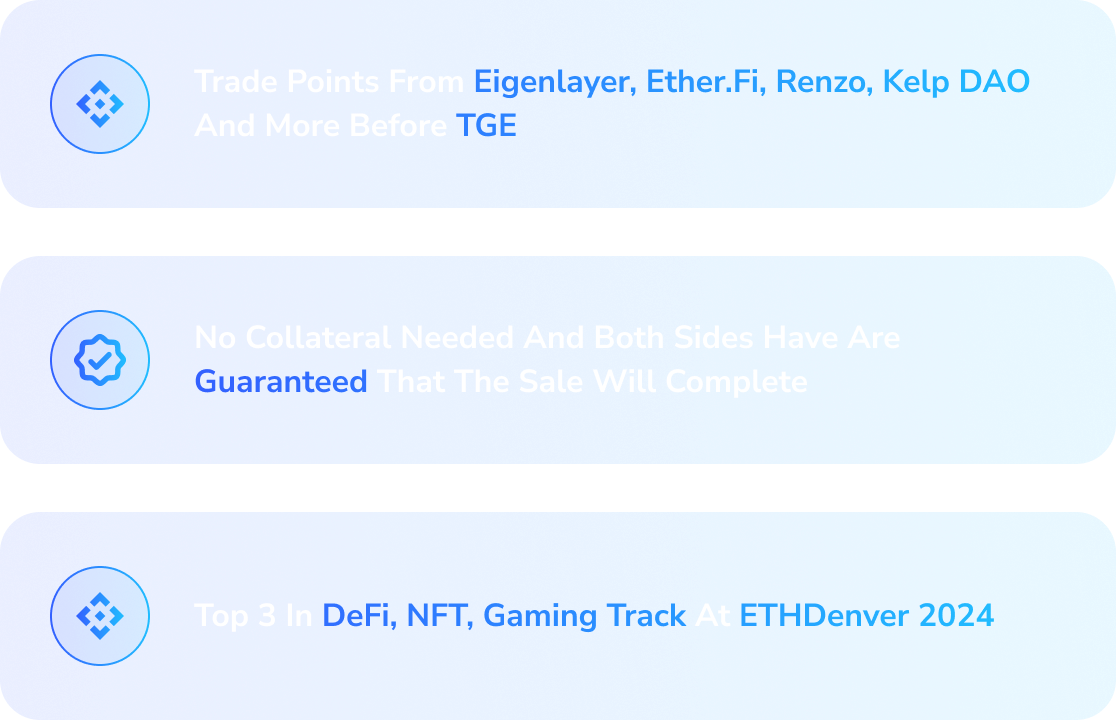 Trade Points From Eigenlayer, Ether.Fi, Renzo, Kelp DAO
And More Before TGE
No Collateral Needed And Both Sides Have Are
Guaranteed That The Sale Will Complete
Top 3 In DeFi, NFT, Gaming Track At ETHDenver 2024